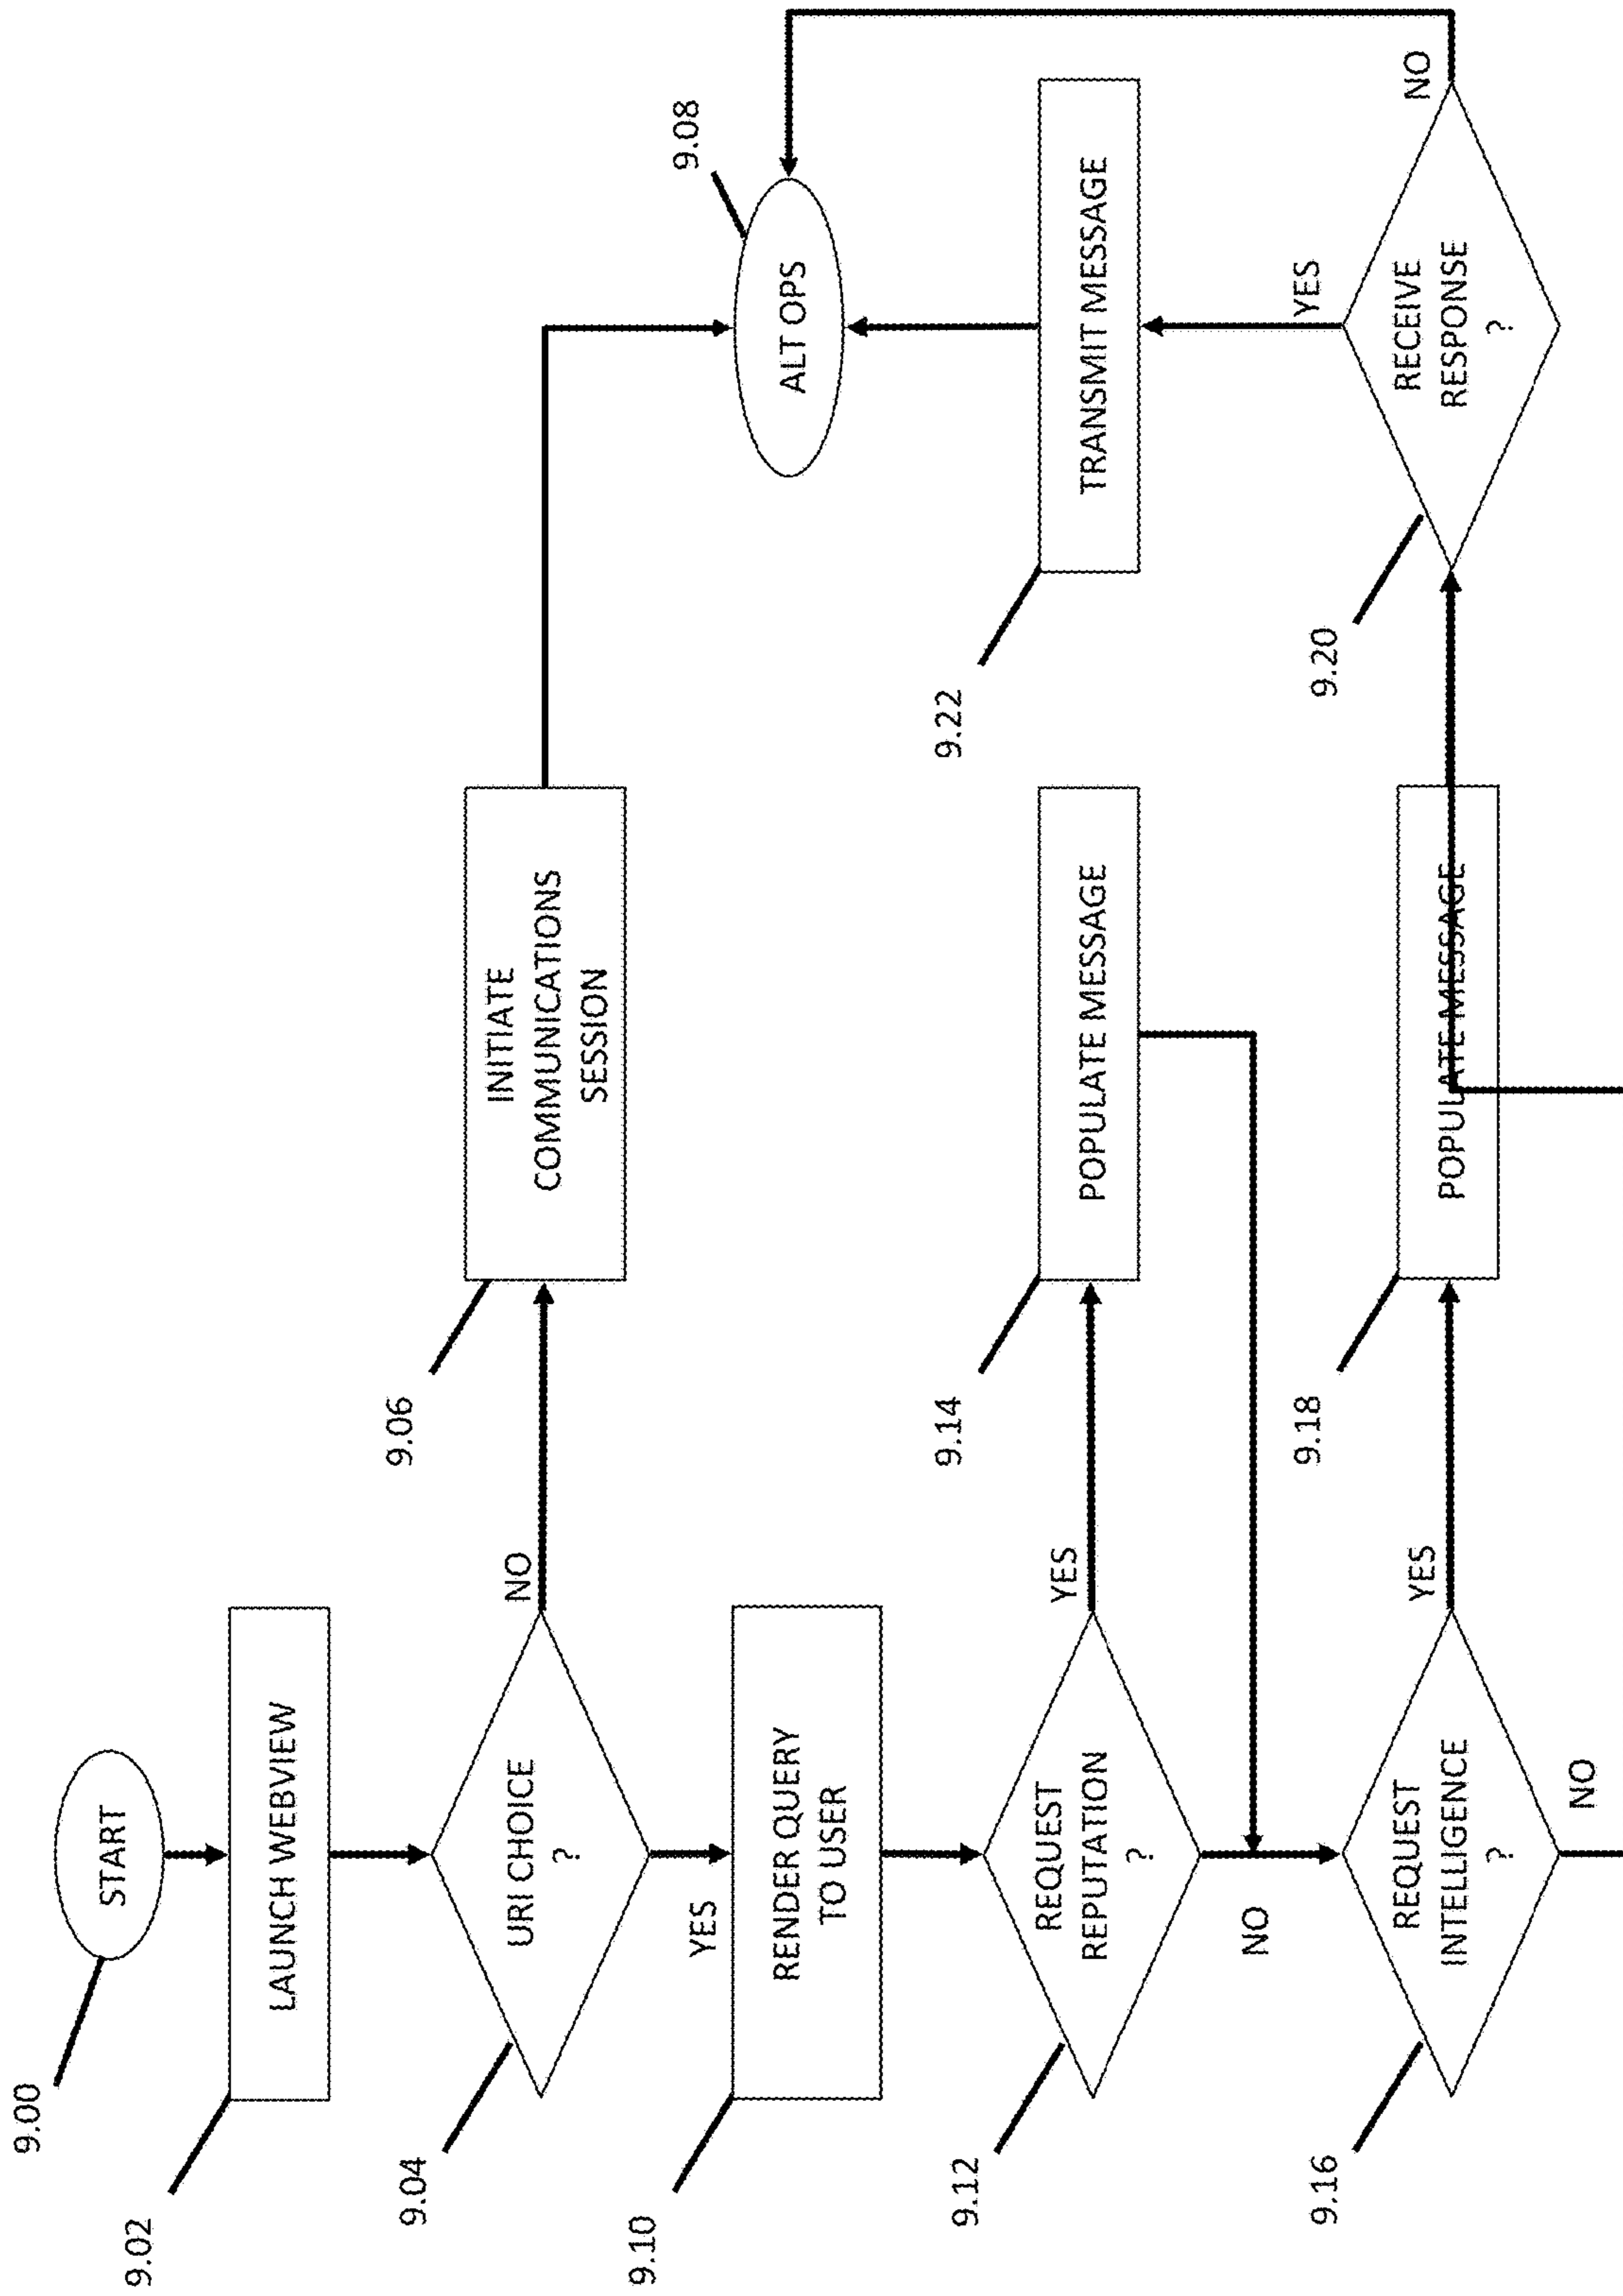 9.00
START
9.02
LAUNCH WEBVIEW
9.04
URI CHOICE
?
NO
9.06
INITIATE
COMMUNICATIONS
SESSION
9.08
ALT OPS
YES
9.10
RENDER QUERY
TO USER
9.12
REQUEST
REPUTATION
?
YES
9.14
POPULATE MESSAGE
9.22
TRANSMIT MESSAGE
NO
9.16
REQUEST
INTELLIGENCE
?
YES
9.18
POPULATE MESSAGE
9.20
RECEIVE
RESPONSE
?
YES
NO
NO